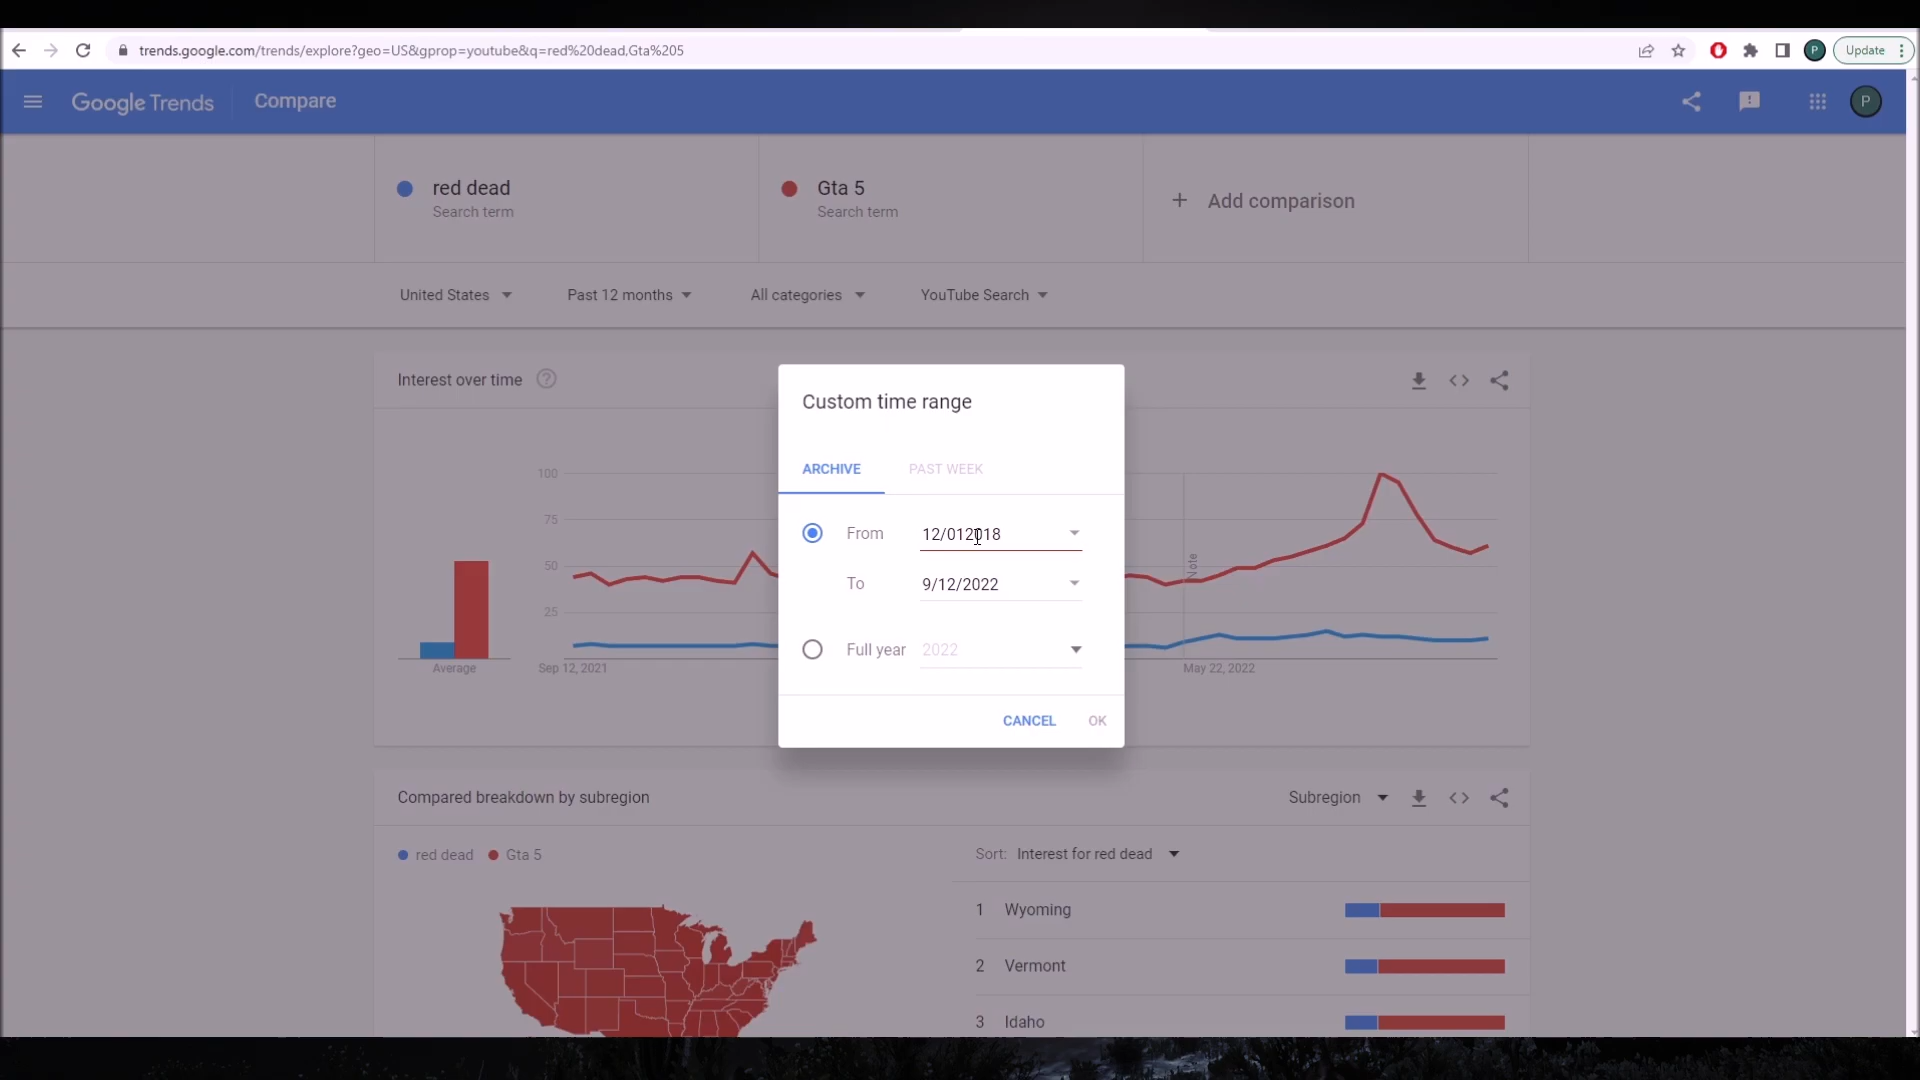 trends.google.com/trends/explore?geo=US&gprop=youtube&q=red%20dead,Gta%205
P
Update
Google Trends
Compare
P
red dead
Search term
Gta 5
Search term
+ Add comparison
United States
Past 12 months
All categories
YouTube Search
Interest over time
?
100
75
50
25
Average
Sep 12, 2021
May 22, 2022
Note
Custom time range
ARCHIVE
PAST WEEK
From
12/012018
To
9/12/2022
Full year
2022
CANCEL
OK
Compared breakdown by subregion
Subregion
red dead
Gta 5
Sort: Interest for red dead
1 Wyoming
2 Vermont
3 Idaho